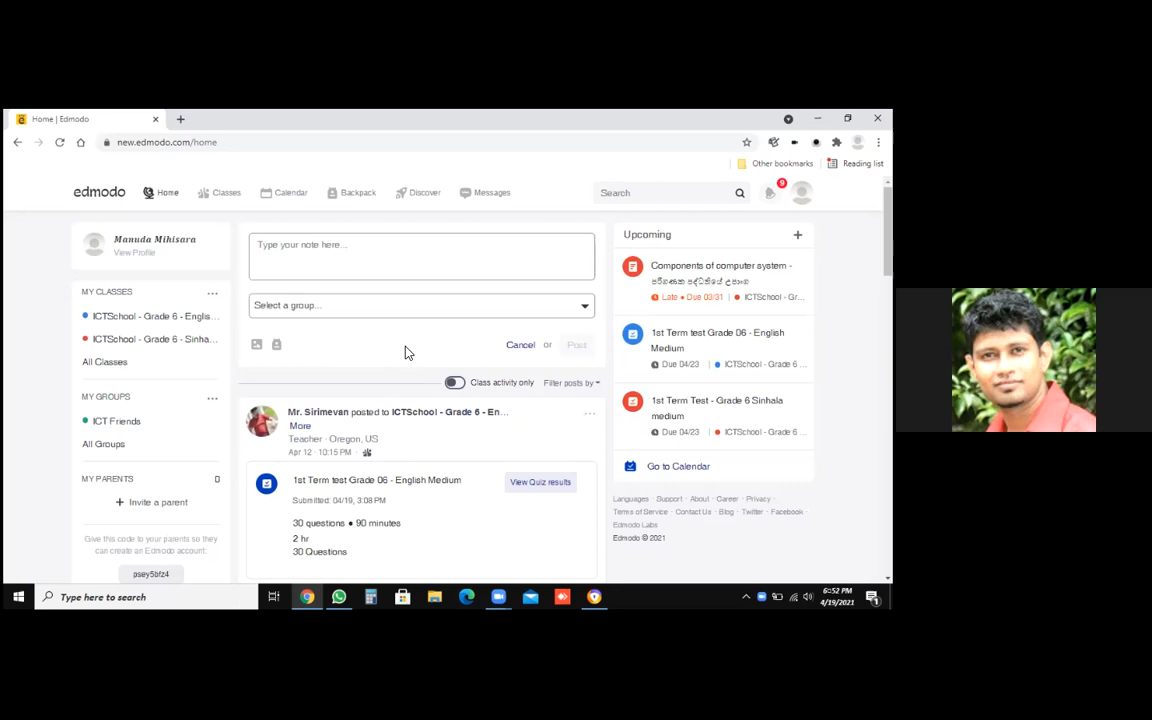 Home | Edmodo
new.edmodo.com/home
Other bookmarks
Reading list
edmodo
Home
Classes
Calendar
Backpack
Discover
Messages
Search
9
Manuda Mihisara
View Profile
MY CLASSES
ICTSchool - Grade 6 - Englis...
ICTSchool - Grade 6 - Sinha...
All Classes
MY GROUPS
ICT Friends
All Groups
MY PARENTS 0
+ Invite a parent
Give this code to your parents so they
can create an Edmodo account:
psey5bfz4
Type your note here...
Select a group...
Cancel or Post
Class activity only
Filter posts by
Mr. Sirimevan posted to ICTSchool - Grade 6 - En...
More
Teacher · Oregon, US
Apr 12 · 10:15 PM ·
1st Term test Grade 06 - English Medium
View Quiz results
Submitted: 04/19, 3:08 PM
30 questions ● 90 minutes
2 hr
30 Questions
Upcoming +
Components of computer system -
පරිගණක පද්ධතියේ උපාංග
Late • Due 03/31 | ICTSchool - Gr...
1st Term test Grade 06 - English
Medium
Due 04/23 | ICTSchool - Grade 6 ...
1st Term Test - Grade 6 Sinhala
medium
Due 04/23 | ICTSchool - Grade 6 ...
Go to Calendar
Languages · Support · About · Career · Privacy ·
Terms of Service · Contact Us · Blog · Twitter · Facebook ·
Edmodo Labs
Edmodo © 2021
Type here to search
6:52 PM
4/19/2021
1